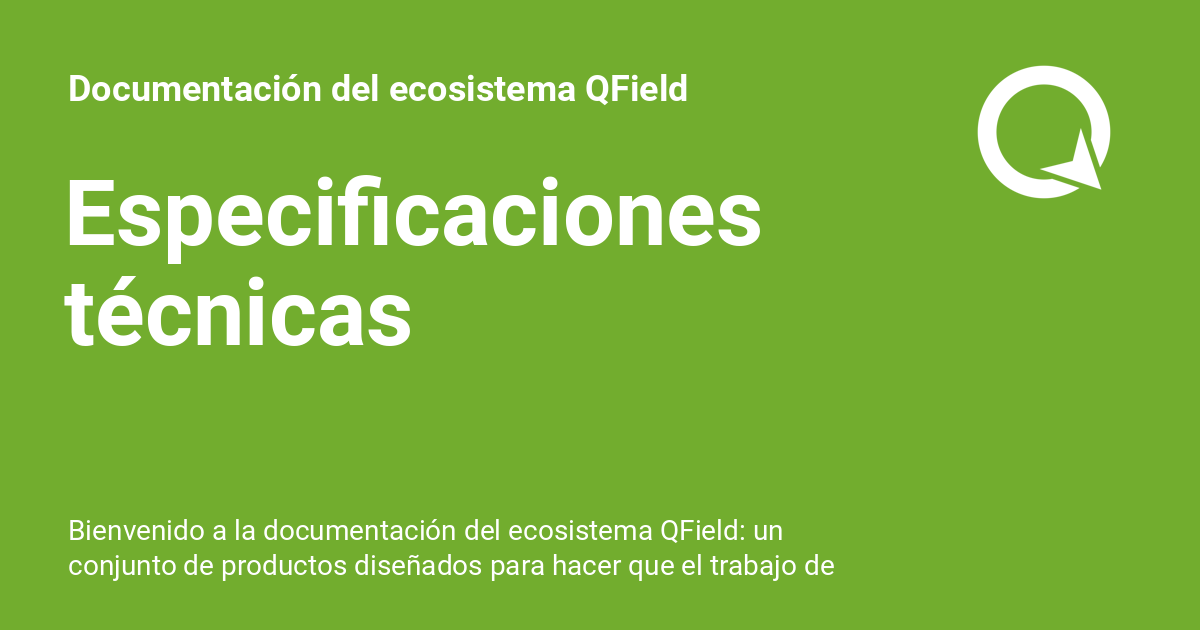 Documentación del ecosistema QField
Especificaciones
técnicas
Bienvenido a la documentación del ecosistema QField: un
conjunto de productos diseñados para hacer que el trabajo de